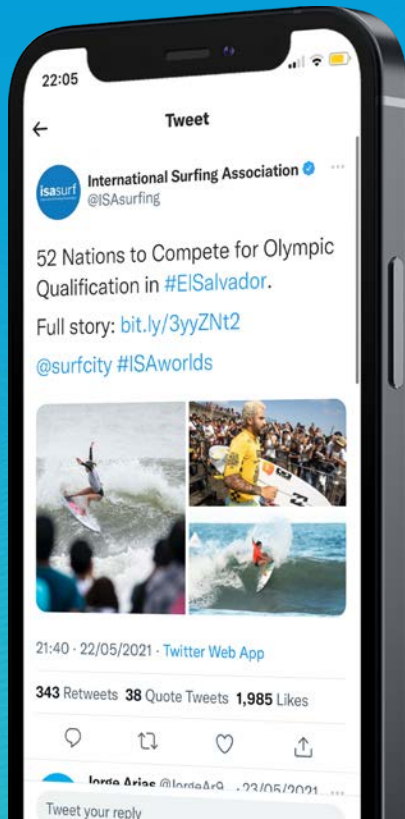 22:05
Tweet
isasurf
International Surfing Association
@ISAsurfing
52 Nations to Compete for Olympic
Qualification in #ElSalvador.
Full story: bit.ly/3yyZNt2
@surfcity #ISAworlds
21:40 · 22/05/2021 · Twitter Web App
343 Retweets 38 Quote Tweets 1,985 Likes
Jorge Arias @JorgeAr9... · 23/05/2021
Tweet your reply